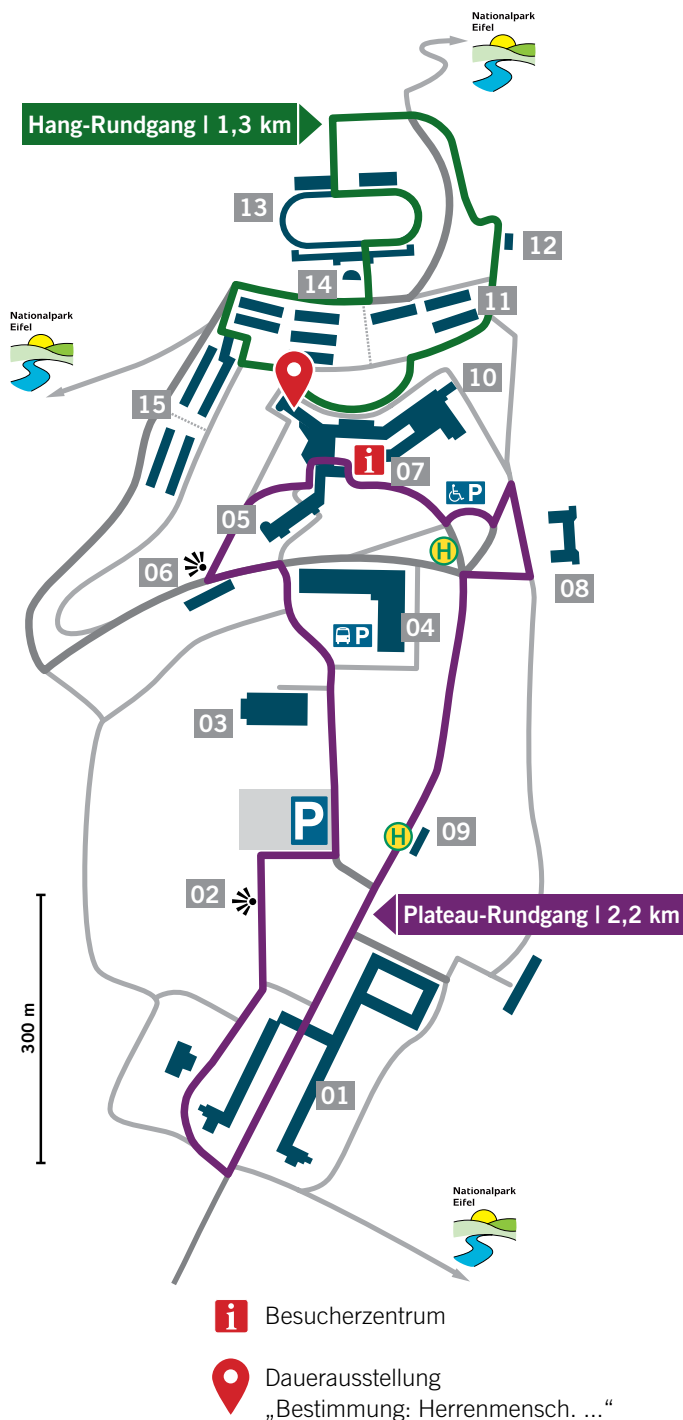 Nationalpark
Eifel
Hang-Rundgang | 1,3 km
13
12
14
11
Nationalpark
Eifel
10
15
i
07
P
05
H
06
08
04
P
03
P
H
09
02
Plateau-Rundgang | 2,2 km
300 m
01
Nationalpark
Eifel
i Besucherzentrum
Dauerausstellung
„Bestimmung: Herrenmensch. ...“